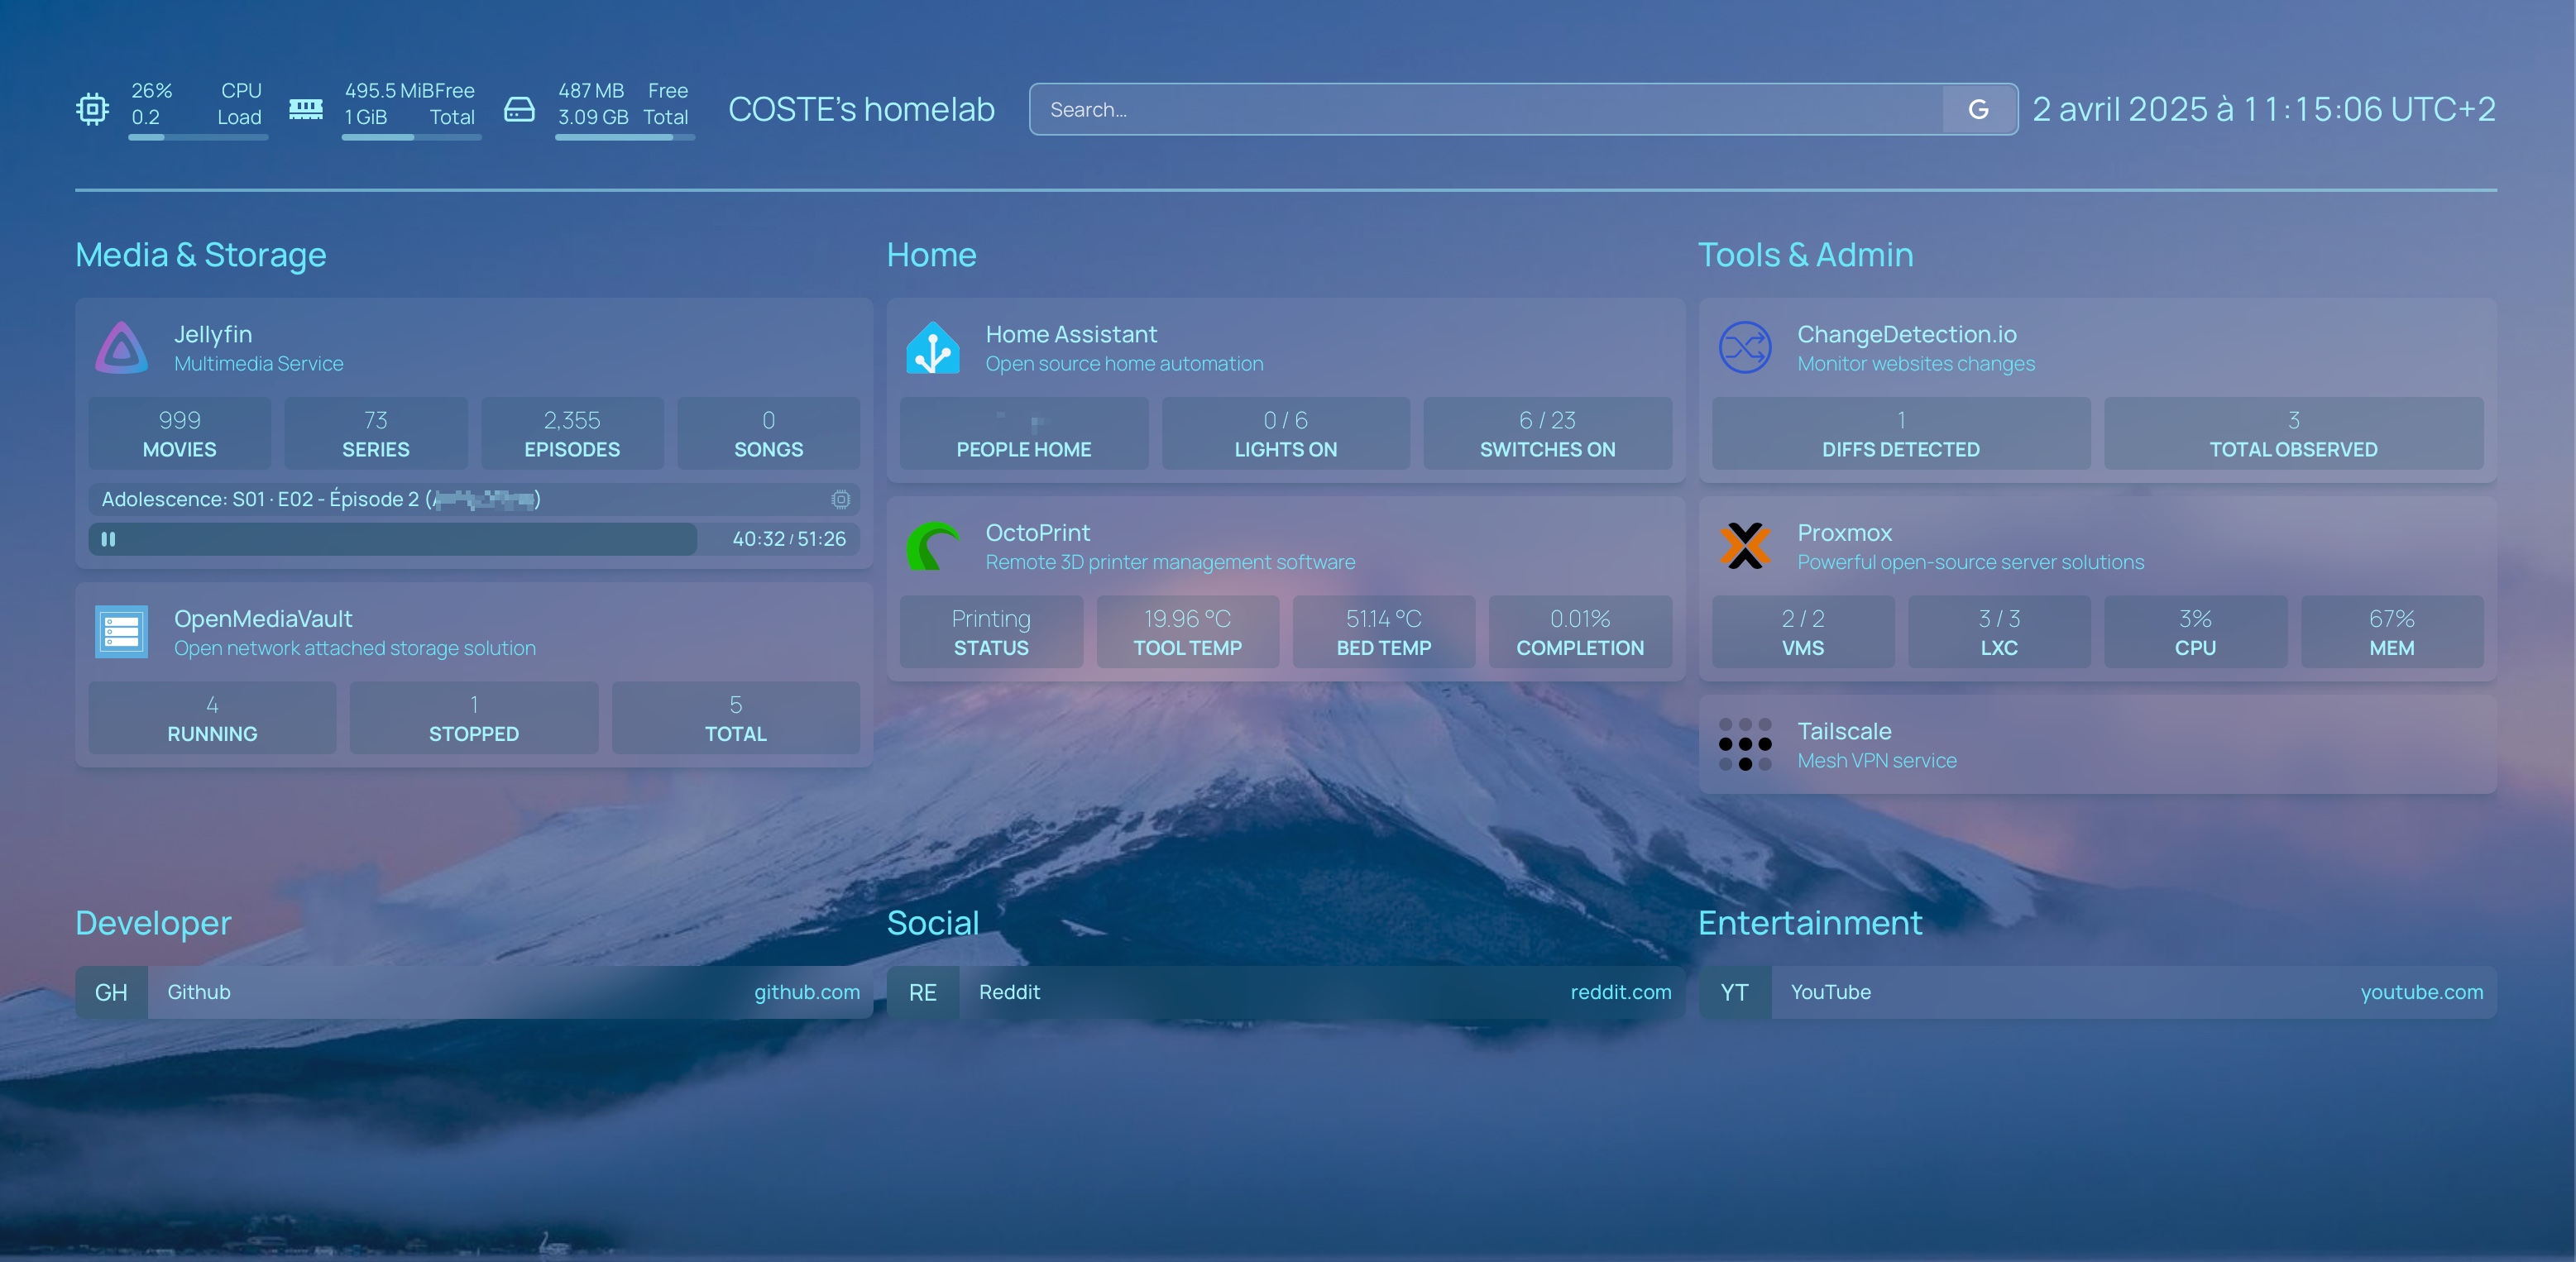 26% CPU
0.2 Load
495.5 MiB Free
1 GiB Total
487 MB Free
3.09 GB Total
COSTE's homelab
Search...
G
2 avril 2025 à 11:15:06 UTC+2
Media & Storage
Jellyfin
Multimedia Service
999 73 2,355 0
MOVIES SERIES EPISODES SONGS
Adolescence: S01 · E02 - Épisode 2 ( )
40:32 / 51:26
OpenMediaVault
Open network attached storage solution
4 1 5
RUNNING STOPPED TOTAL
Home
Home Assistant
Open source home automation
0 / 6 6 / 23
PEOPLE HOME LIGHTS ON SWITCHES ON
OctoPrint
Remote 3D printer management software
Printing 19.96 °C 51.14 °C 0.01%
STATUS TOOL TEMP BED TEMP COMPLETION
Tools & Admin
ChangeDetection.io
Monitor websites changes
1 3
DIFFS DETECTED TOTAL OBSERVED
Proxmox
Powerful open-source server solutions
2 / 2 3 / 3 3% 67%
VMS LXC CPU MEM
Tailscale
Mesh VPN service
Developer
GH Github github.com
Social
RE Reddit reddit.com
Entertainment
YT YouTube youtube.com